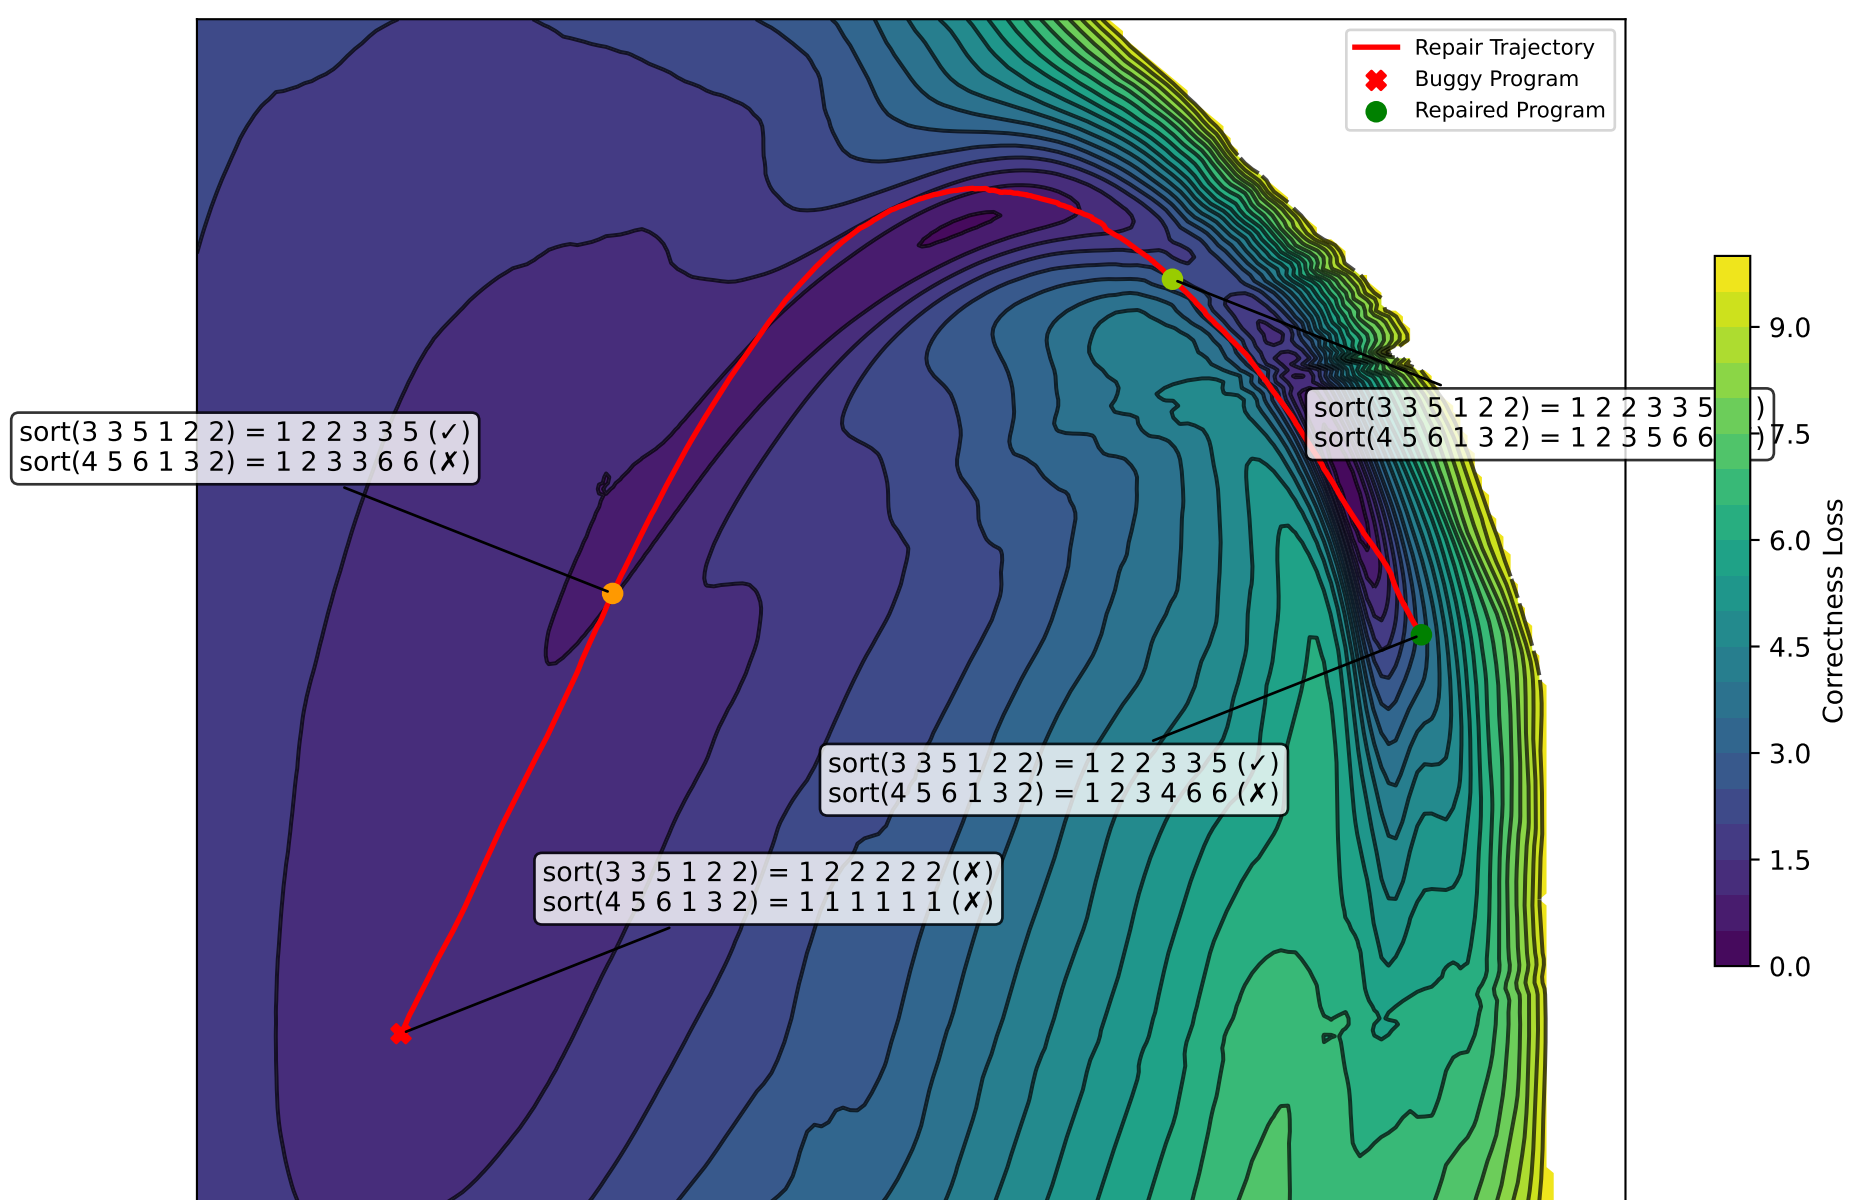 Repair Trajectory
Buggy Program
Repaired Program
sort(3 3 5 1 2 2) = 1 2 2 3 3 5 (✓)
sort(4 5 6 1 3 2) = 1 2 3 3 6 6 (✗)
sort(3 3 5 1 2 2) = 1 2 2 3 3 5 )
sort(4 5 6 1 3 2) = 1 2 3 5 6 6 )
sort(3 3 5 1 2 2) = 1 2 2 3 3 5 (✓)
sort(4 5 6 1 3 2) = 1 2 3 4 6 6 (✗)
sort(3 3 5 1 2 2) = 1 2 2 2 2 2 (✗)
sort(4 5 6 1 3 2) = 1 1 1 1 1 1 (✗)
9.0
7.5
6.0
4.5
3.0
1.5
0.0
Correctness Loss